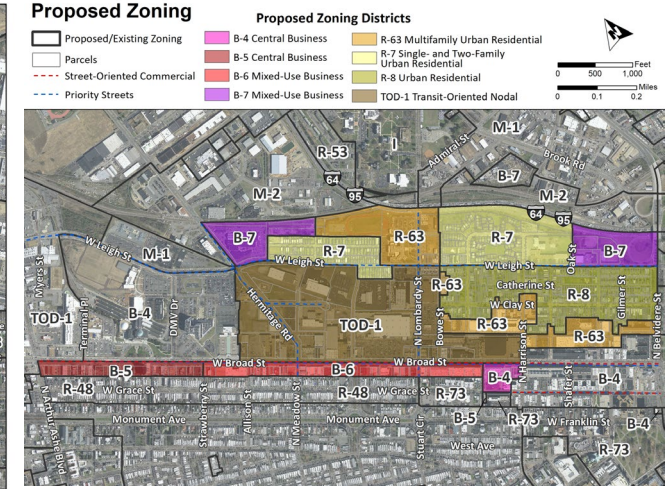 Proposed Zoning
Proposed Zoning Districts
Proposed/Existing Zoning
Parcels
Street-Oriented Commercial
Priority Streets
B-4 Central Business
B-5 Central Business
B-6 Mixed-Use Business
B-7 Mixed-Use Business
R-63 Multifamily Urban Residential
R-7 Single- and Two-Family
Urban Residential
R-8 Urban Residential
TOD-1 Transit-Oriented Nodal
N
Feet
0 500 1,000
Miles
0 0.1 0.2
M-1
R-53
I
Admiral St
Brook Rd
B-7
64
95
M-2
M-2
64
95
B-7
R-63
R-7
Oak St
B-7
W Leigh St
M-1
R-7
W Leigh St
W Leigh St
Myers St
Catherine St
R-63
R-8
Gilmer St
W Clay St
TOD-1
Terminal Pl
B-4
DMV Dr
Hermitage Rd
TOD-1
N Lombardy St
Bowe St
R-63
N Harrison St
R-63
N Belvidere St
W Broad St
W Broad St
B-5
B-6
B-4
Shafer St
B-4
R-48
W Grace St
R-48
W Grace St
R-73
N Arthur Ashe Blvd
Monument Ave
Strawberry St
Allison St
N Meadow St
Monument Ave
Stuart Cir
B-5
R-73
W Franklin St
B-4
West Ave
R-73